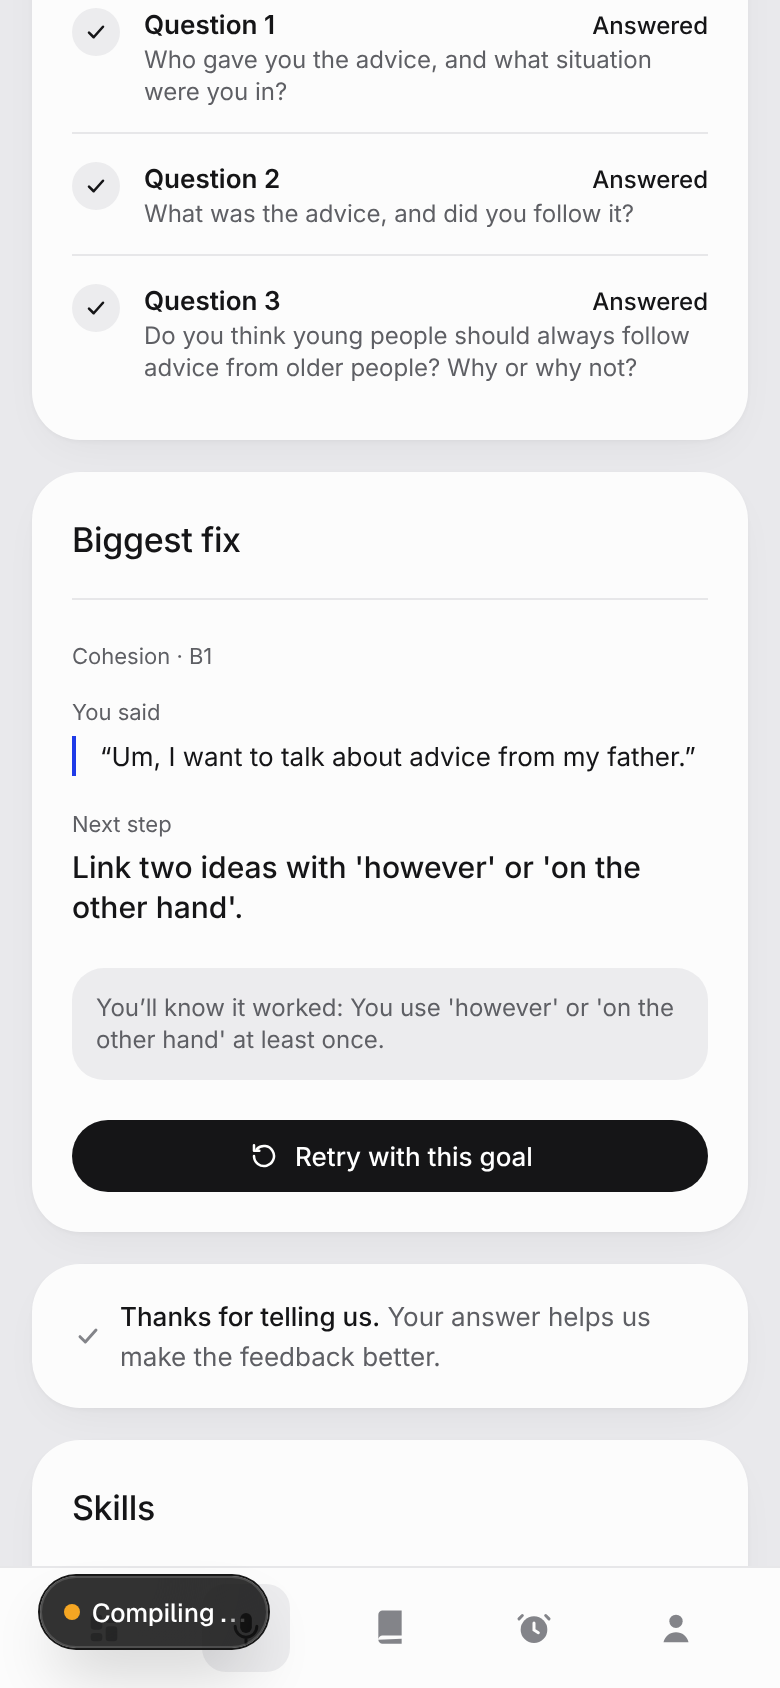 Question 1
Answered
Who gave you the advice, and what situation
were you in?
Question 2
Answered
What was the advice, and did you follow it?
Question 3
Answered
Do you think young people should always follow
advice from older people? Why or why not?
Biggest fix
Cohesion · B1
You said
“Um, I want to talk about advice from my father.”
Next step
Link two ideas with 'however' or 'on the
other hand'.
You’ll know it worked: You use 'however' or 'on the
other hand' at least once.
Retry with this goal
Thanks for telling us. Your answer helps us
make the feedback better.
Skills
Compiling ...